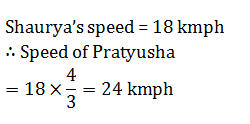 Shaurya's speed = 18 kmph
∴ Speed of Pratyusha
= 18 × 4/3 = 24 kmph